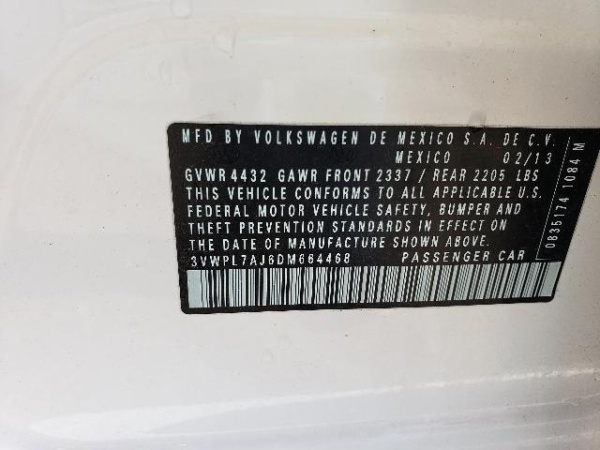 MFD BY VOLKSWAGEN DE MEXICO S.A. DE C.V.
MEXICO 02/13
GVWR 4432 GAWR FRONT 2337 / REAR 2205 LBS
THIS VEHICLE CONFORMS TO ALL APPLICABLE U.S.
FEDERAL MOTOR VEHICLE SAFETY, BUMPER AND
THEFT PREVENTION STANDARDS IN EFFECT ON
THE DATE OF MANUFACTURE SHOWN ABOVE.
3VWPL7AJ6DM664468 PASSENGER CAR
0835174 1084 M